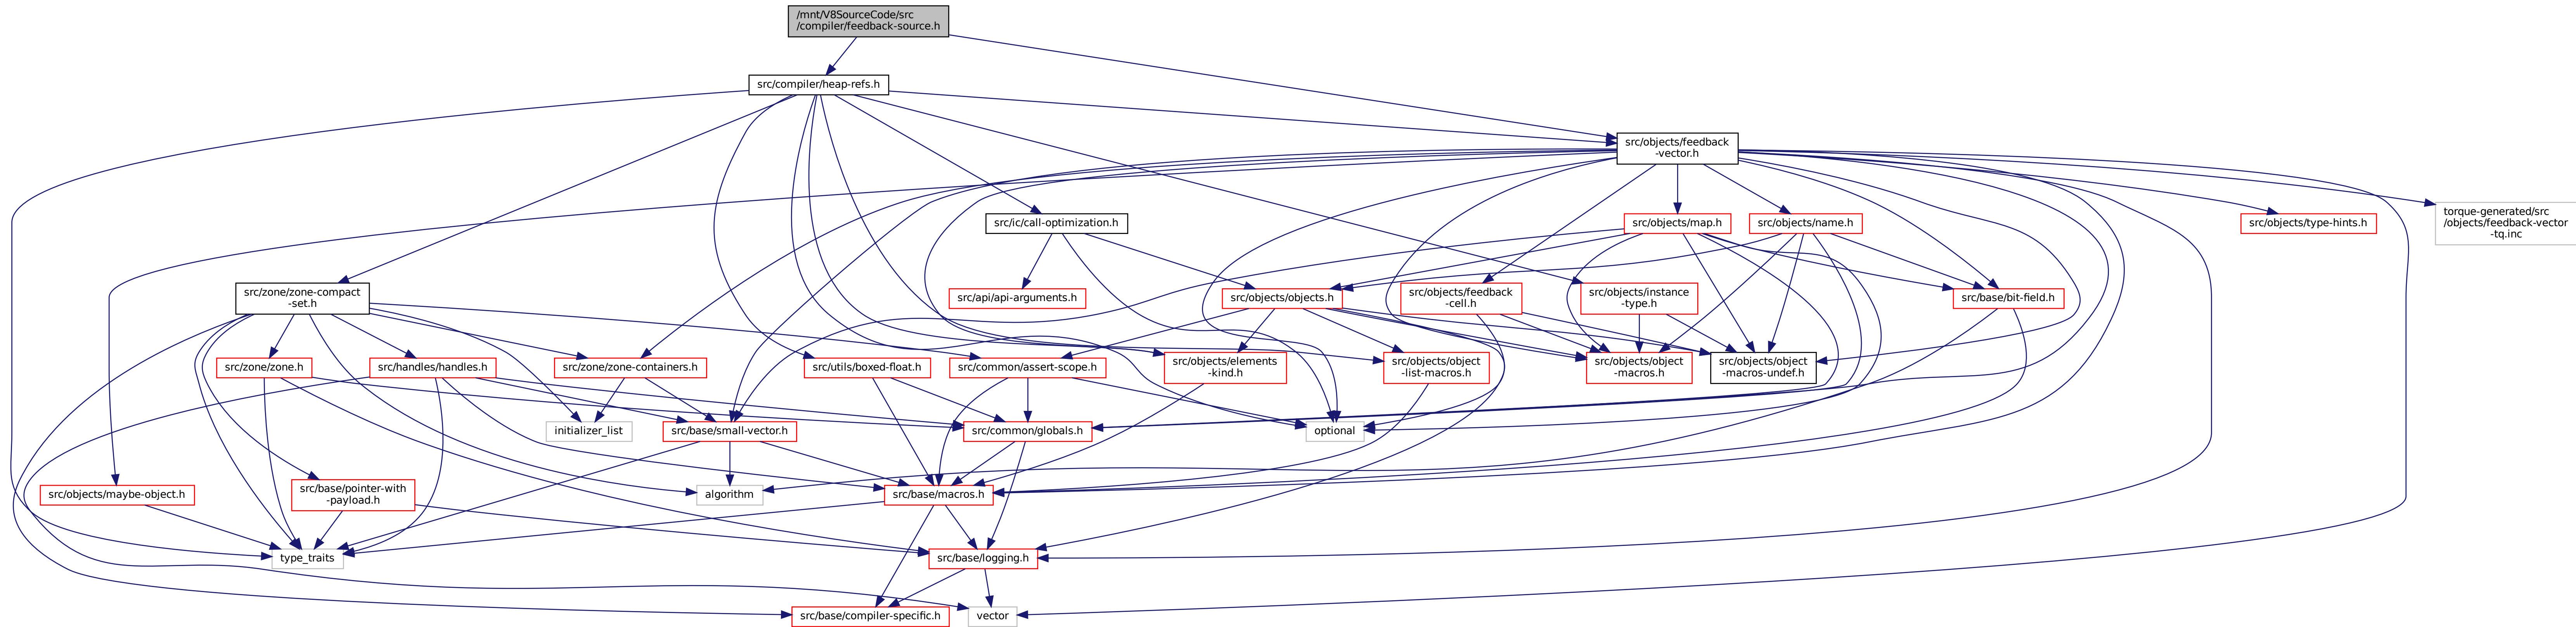 /mnt/V8SourceCode/src
/compiler/feedback-source.h
src/compiler/heap-refs.h
src/objects/feedback
-vector.h
src/ic/call-optimization.h
src/objects/map.h
src/objects/name.h
src/objects/type-hints.h
torque-generated/src
/objects/feedback-vector
-tq.inc
src/zone/zone-compact
-set.h
src/api/api-arguments.h
src/objects/objects.h
src/objects/feedback
-cell.h
src/objects/instance
-type.h
src/base/bit-field.h
src/zone/zone.h
src/handles/handles.h
src/zone/zone-containers.h
src/utils/boxed-float.h
src/common/assert-scope.h
src/objects/elements
-kind.h
src/objects/object
-list-macros.h
src/objects/object
-macros.h
src/objects/object
-macros-undef.h
initializer_list
src/base/small-vector.h
src/common/globals.h
optional
src/objects/maybe-object.h
src/base/pointer-with
-payload.h
algorithm
src/base/macros.h
type_traits
src/base/logging.h
src/base/compiler-specific.h
vector